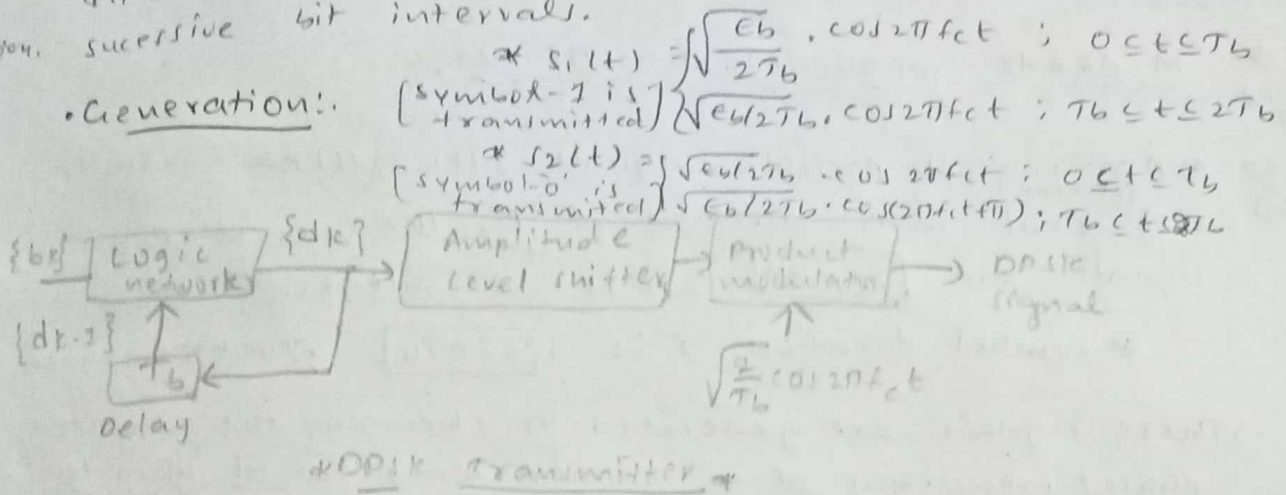 sucessive bit intervals.
* s₁(t) = { √(Eb/2Tb) . cos2πfct ; 0 ≤ t ≤ Tb
• Generation:. [symbol-1 is transmitted] √Eb/2Tb . cos2πfct ; Tb ≤ t ≤ 2Tb
* s2(t) = { √Eb/2Tb . cos2πfct ; 0 ≤ t ≤ Tb
[symbol-0 is transmitted] √Eb/2Tb . cos(2πfct+π) ; Tb ≤ t ≤ 2Tb
{bk} Logic network {dk} Amplitude Level shifter Product modulator DPSK signal
{dk-1}
Tb
√(2/Tb) cos2πfct
Delay
*DPSK transmitter*